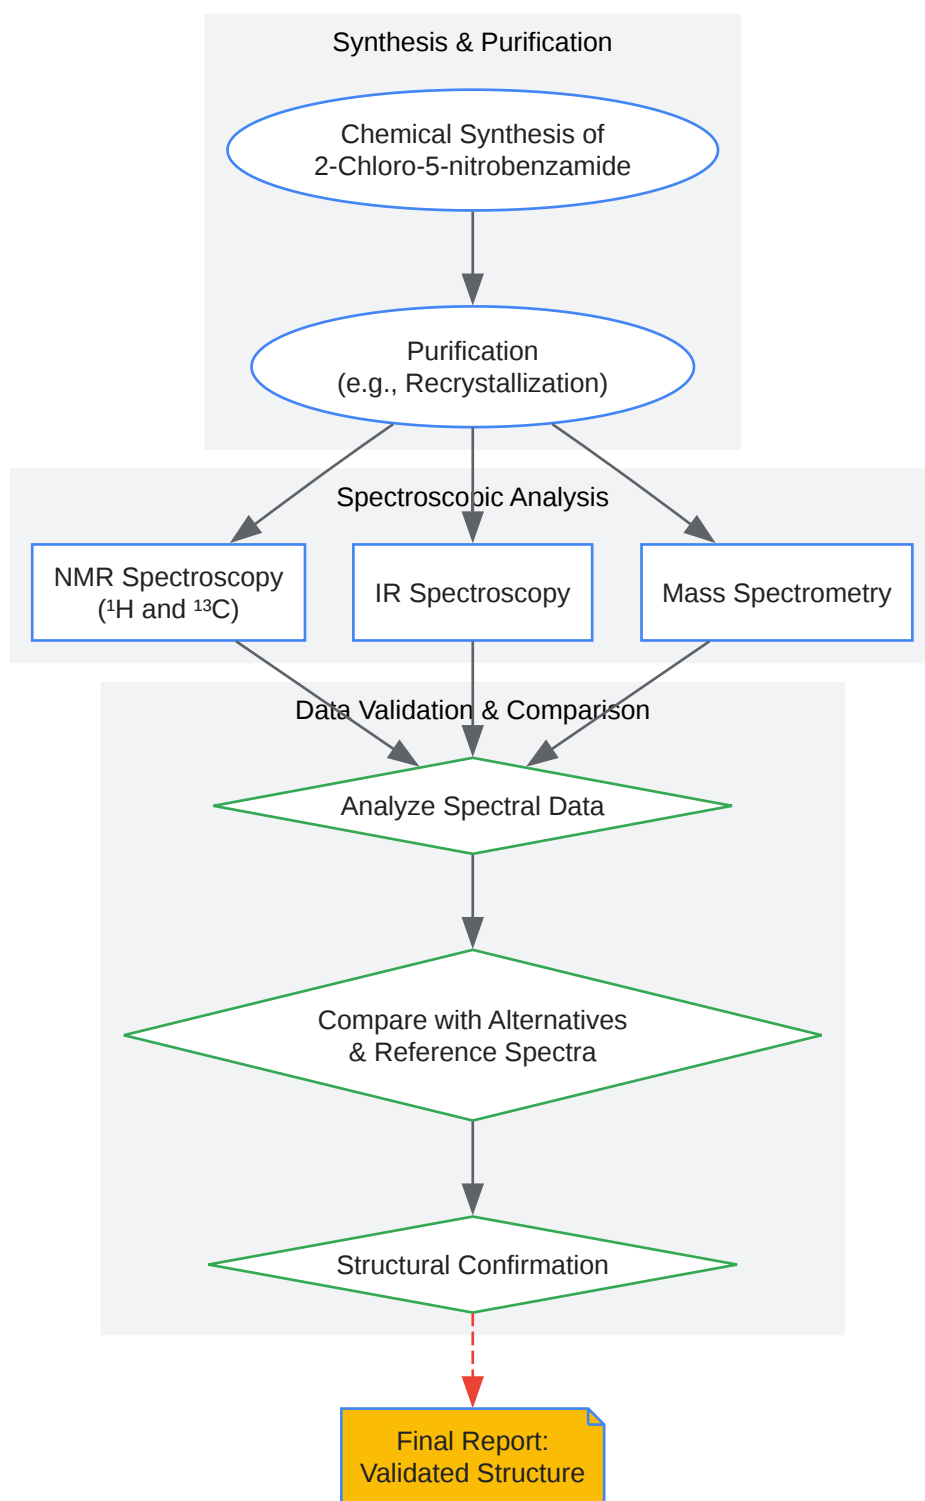 Synthesis & Purification
Chemical Synthesis of
2-Chloro-5-nitrobenzamide
Purification
(e.g., Recrystallization)
Spectroscopic Analysis
NMR Spectroscopy
(¹H and ¹³C)
IR Spectroscopy
Mass Spectrometry
Data Validation & Comparison
Analyze Spectral Data
Compare with Alternatives
& Reference Spectra
Structural Confirmation
Final Report:
Validated Structure